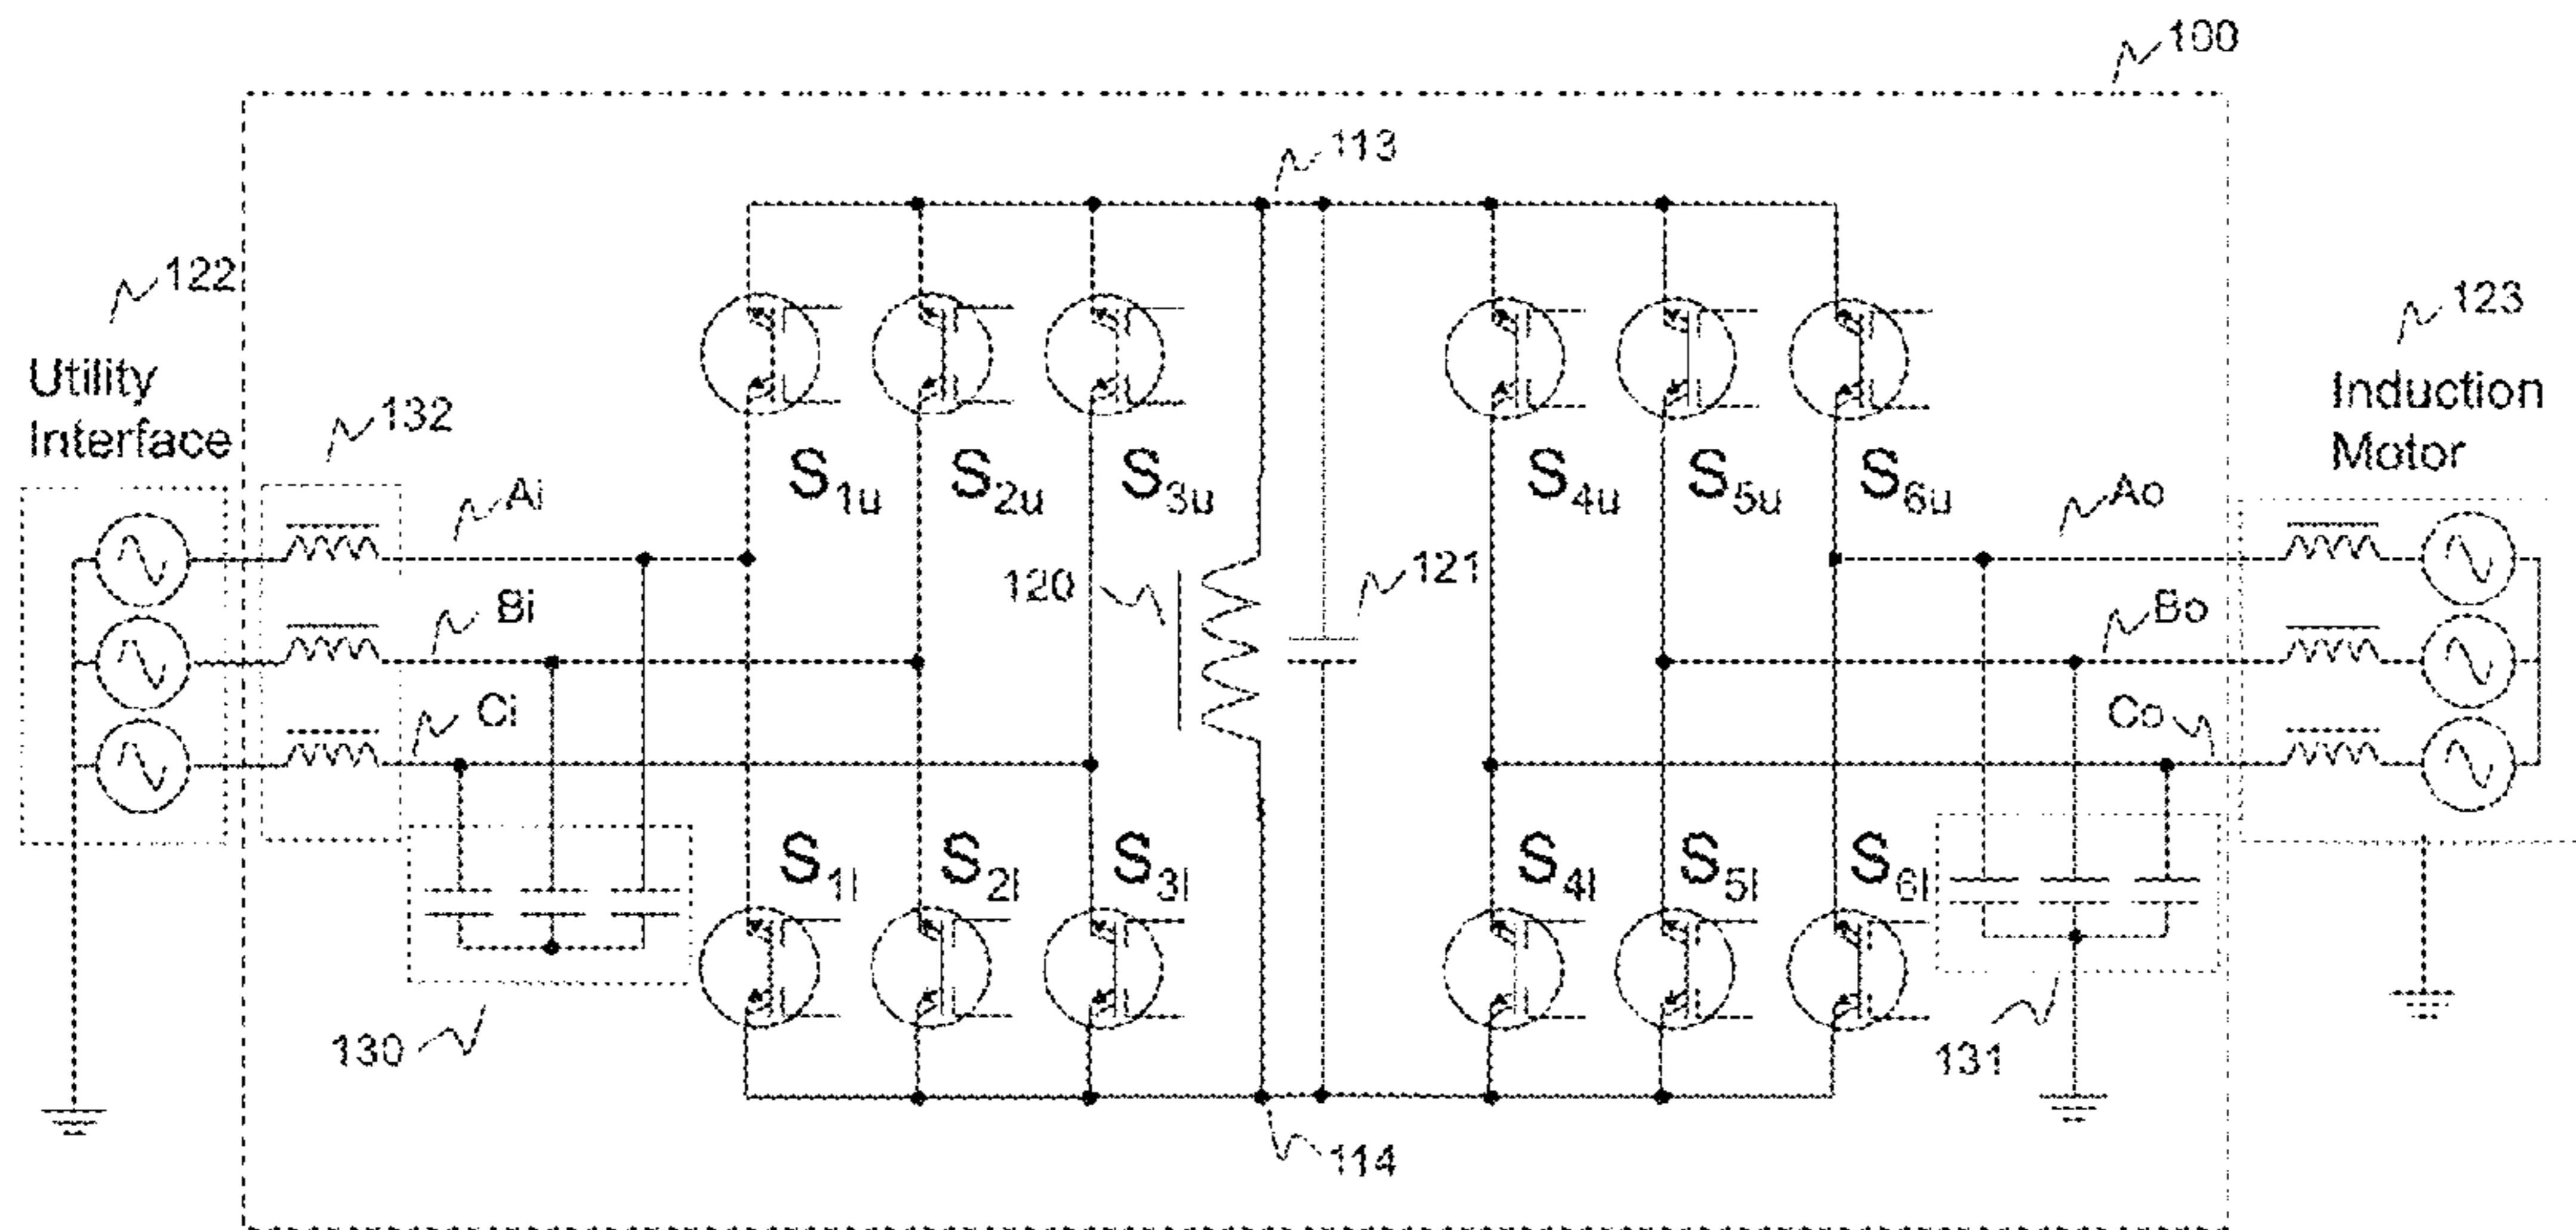 100
113
122
123
Utility
Interface
Induction
Motor
132
Ai
S1u
S2u
S3u
S4u
S5u
S6u
Ao
Bi
120
121
Bo
Ci
Co
S1l
S2l
S3l
S4l
S5l
S6l
130
131
114